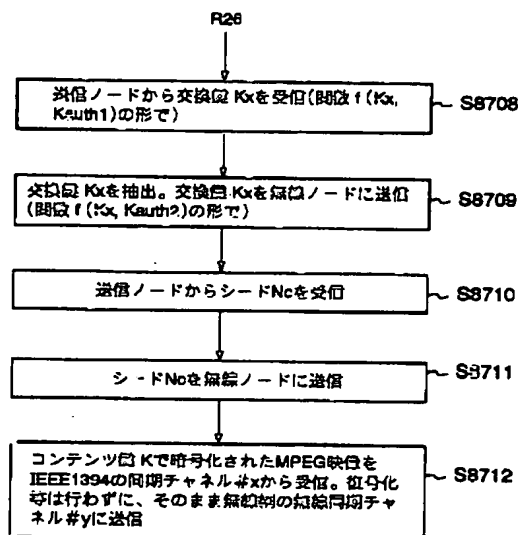 R26
送信ノードから交換鍵 Kxを受信(関数 f (Kx,
Kauth1)の形で)
S8708
交換鍵 Kxを抽出。交換鍵 Kxを無線ノードに送信
(関数 f (Kx, Kauth2)の形で)
S8709
送信ノードからシードNcを受信
S8710
シードNcを無線ノードに送信
S8711
コンテンツ鍵 Kで暗号化されたMPEG映像を
IEEE1394の同期チャネル#xから受信。復号化
等は行わずに、そのまま無線網の無線同期チャ
ネル#yに送信
S8712